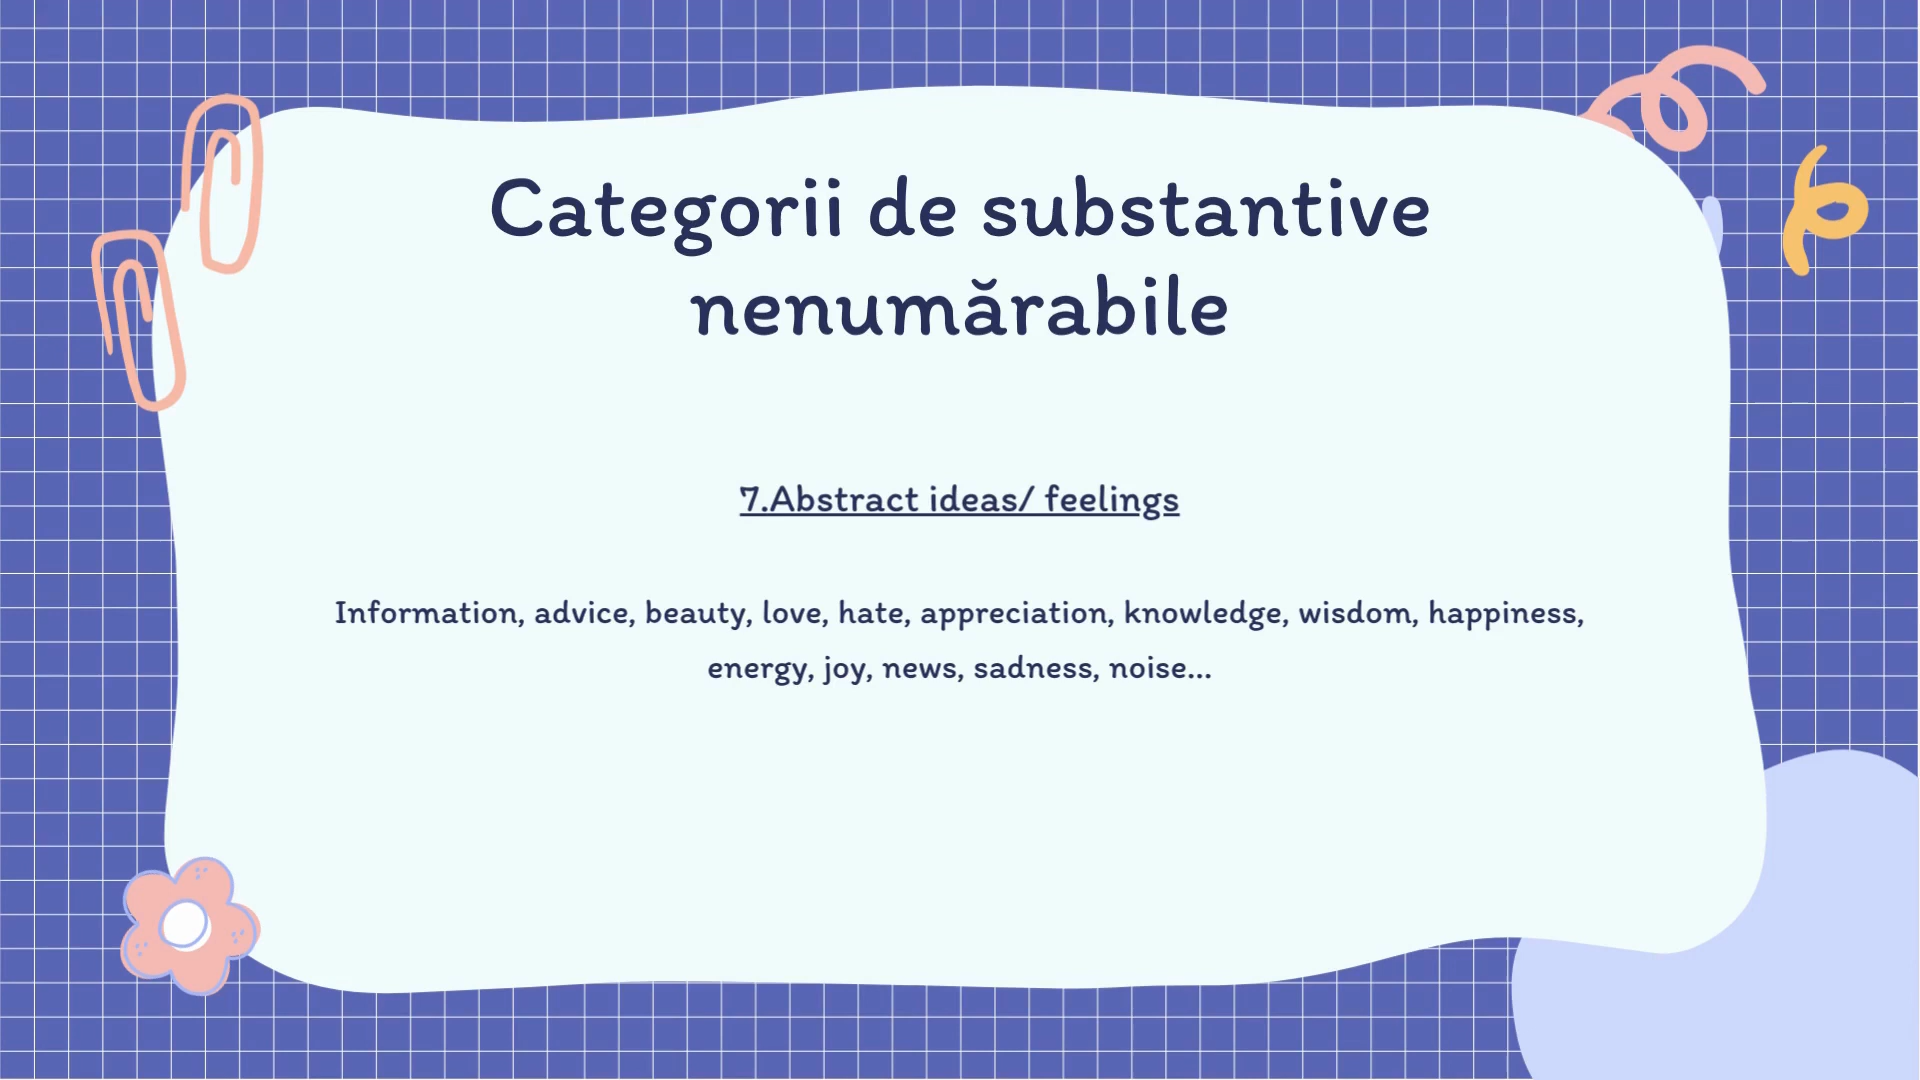 Categorii de substantive
nenumărabile
7.Abstract ideas/ feelings
Information, advice, beauty, love, hate, appreciation, knowledge, wisdom, happiness,
energy, joy, news, sadness, noise...